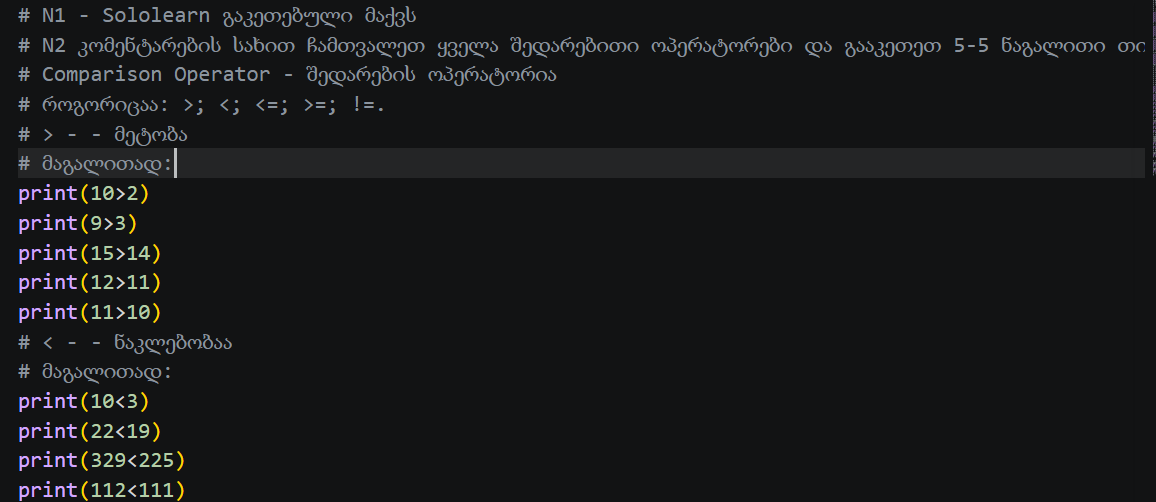 # N1 - Sololearn გაკეთებული მაქვს
# N2 კომენტარების სახით ჩამთვალეთ ყველა შედარებითი ოპერატორები და გააკეთეთ 5-5 ნაგალითი
# Comparison Operator - შედარების ოპერატორია
# როგორიცაა: >; <; <=; >=; !=.
# > - - მეტობა
# მაგალითად:
print(10>2)
print(9>3)
print(15>14)
print(12>11)
print(11>10)
# < - - ნაკლებობაა
# მაგალითად:
print(10<3)
print(22<19)
print(329<225)
print(112<111)